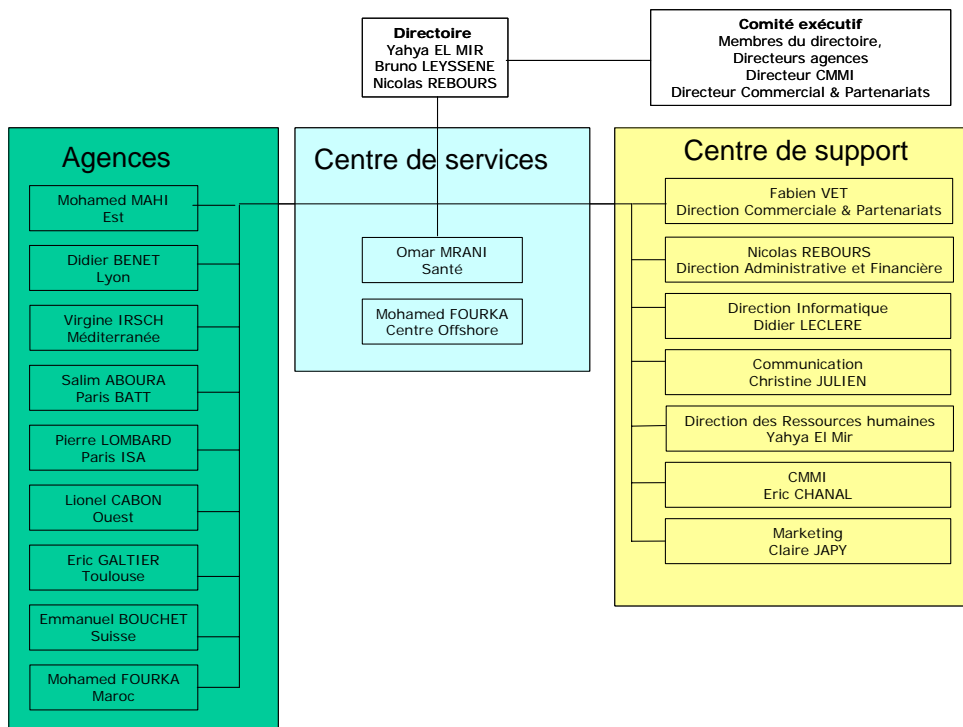 Directoire
Yahya EL MIR
Bruno LEYSSENE
Nicolas REBOURS
Comité exécutif
Membres du directoire,
Directeurs agences
Directeur CMMI
Directeur Commercial & Partenariats
Agences
Mohamed MAHI
Est
Didier BENET
Lyon
Virgine IRSCH
Méditerranée
Salim ABOURA
Paris BATT
Pierre LOMBARD
Paris ISA
Lionel CABON
Ouest
Eric GALTIER
Toulouse
Emmanuel BOUCHET
Suisse
Mohamed FOURKA
Maroc
Centre de services
Omar MRANI
Santé
Mohamed FOURKA
Centre Offshore
Centre de support
Fabien VET
Direction Commerciale & Partenariats
Nicolas REBOURS
Direction Administrative et Financière
Direction Informatique
Didier LECLERE
Communication
Christine JULIEN
Direction des Ressources humaines
Yahya El Mir
CMMI
Eric CHANAL
Marketing
Claire JAPY